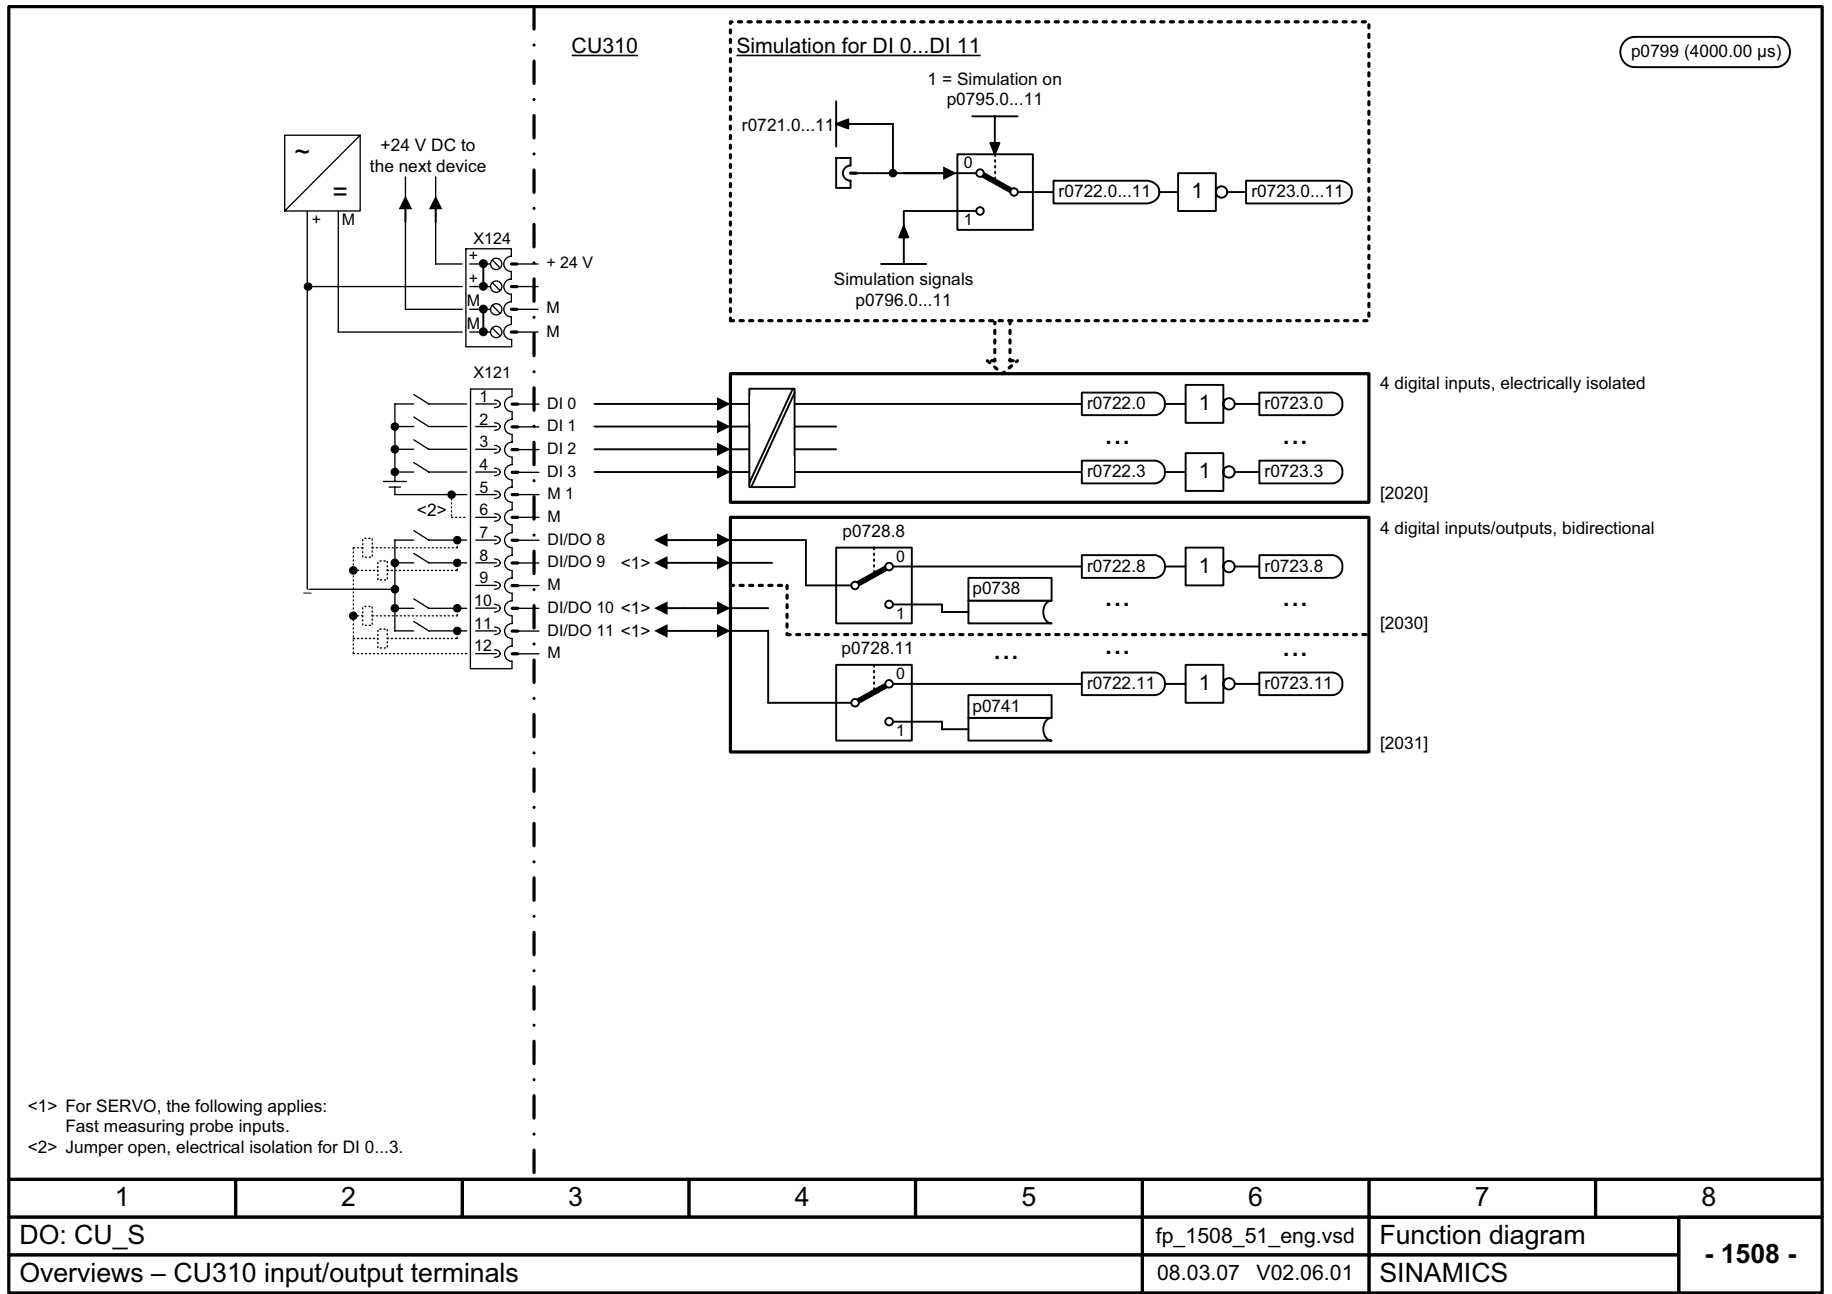 CU310
Simulation for DI 0...DI 11
p0799 (4000.00 µs)
1 = Simulation on
p0795.0...11
r0721.0...11
0
1
r0722.0...11
1
r0723.0...11
Simulation signals
p0796.0...11
~
=
+
M
+24 V DC to
the next device
X124
+
+ 24 V
+
M
M
M
M
X121
1
DI 0
2
DI 1
3
DI 2
4
DI 3
5
M 1
<2>
6
M
7
DI/DO 8
8
DI/DO 9 <1>
9
M
10
DI/DO 10 <1>
11
DI/DO 11 <1>
12
M
4 digital inputs, electrically isolated
r0722.0
1
r0723.0
...
...
r0722.3
1
r0723.3
[2020]
4 digital inputs/outputs, bidirectional
p0728.8
0
1
r0722.8
1
r0723.8
p0738
...
...
[2030]
p0728.11
...
...
...
0
1
r0722.11
1
r0723.11
p0741
[2031]
<1> For SERVO, the following applies:
Fast measuring probe inputs.
<2> Jumper open, electrical isolation for DI 0...3.
1 2 3 4 5 6 7 8
DO: CU_S
fp_1508_51_eng.vsd
Function diagram
- 1508 -
Overviews – CU310 input/output terminals
08.03.07 V02.06.01
SINAMICS